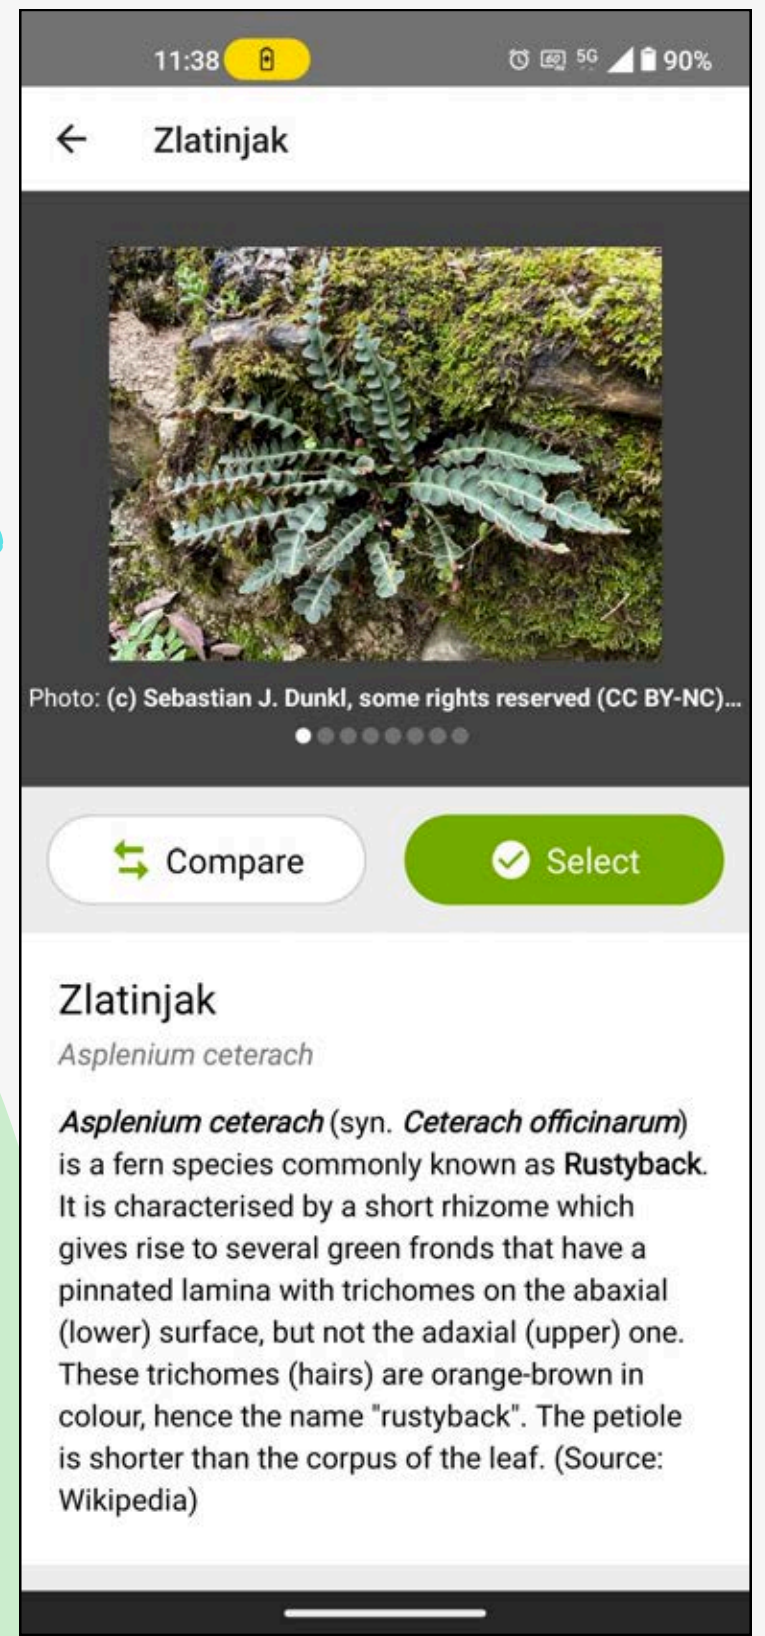 11:38
5G 90%
Zlatinjak
Photo: (c) Sebastian J. Dunkl, some rights reserved (CC BY-NC)...
Compare
Select
Zlatinjak
Asplenium ceterach
Asplenium ceterach (syn. Ceterach officinarum)
is a fern species commonly known as Rustyback.
It is characterised by a short rhizome which
gives rise to several green fronds that have a
pinnated lamina with trichomes on the abaxial
(lower) surface, but not the adaxial (upper) one.
These trichomes (hairs) are orange-brown in
colour, hence the name "rustyback". The petiole
is shorter than the corpus of the leaf. (Source:
Wikipedia)